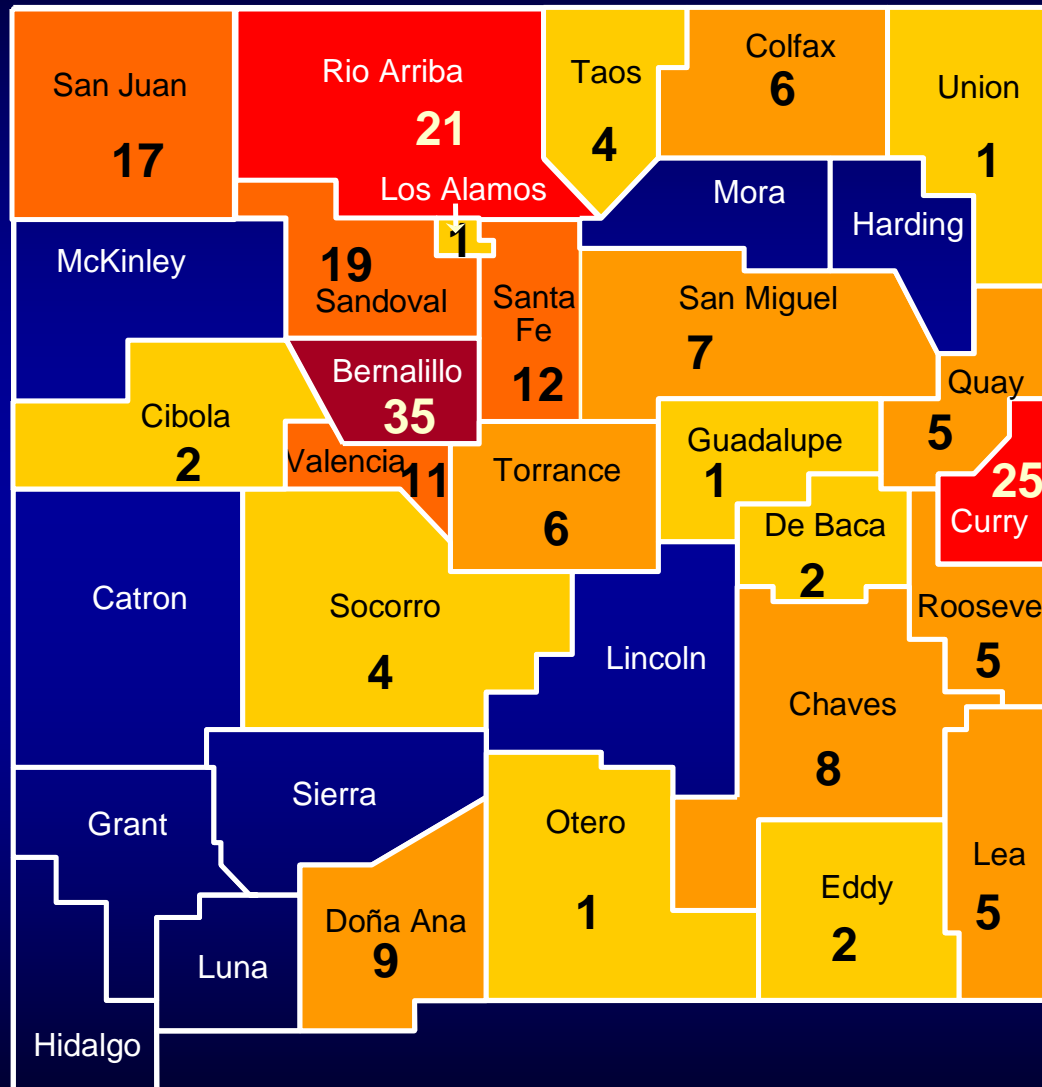 San Juan
17
Rio Arriba
21
Taos
4
Colfax
6
Union
1
Los Alamos
1
Mora
Harding
McKinley
19
Sandoval
Santa
Fe
12
San Miguel
7
Quay
5
Bernalillo
35
Cibola
2
Valencia
11
Torrance
6
Guadalupe
1
25
Curry
De Baca
2
Catron
Socorro
4
Lincoln
Rooseve
5
Chaves
8
Sierra
Grant
Otero
1
Eddy
2
Lea
5
Doña Ana
9
Luna
Hidalgo